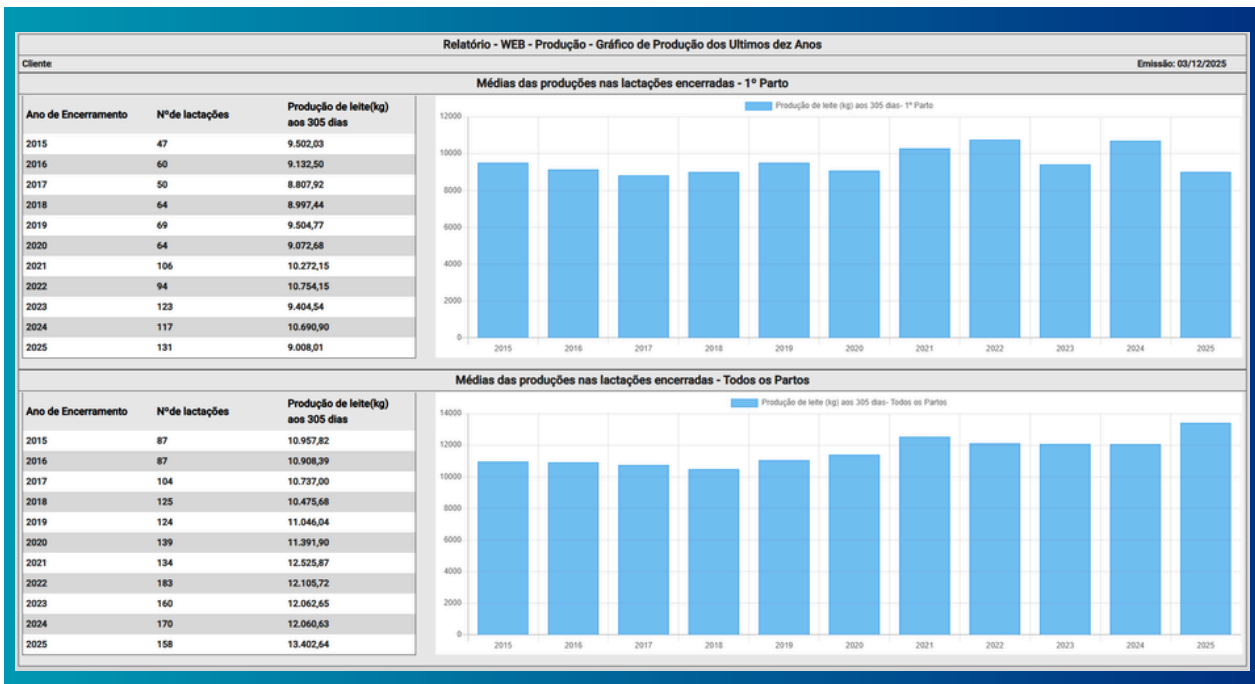 Relatório - WEB - Produção - Gráfico de Produção dos Ultimos dez Anos
Cliente Emissão: 03/12/2025
Médias das produções nas lactações encerradas - 1º Parto
Ano de Encerramento Nºde lactações Produção de leite(kg) aos 305 dias
2015 47 9.502,03
2016 60 9.132,50
2017 50 8.807,92
2018 64 8.997,44
2019 69 9.504,77
2020 64 9.072,68
2021 106 10.272,15
2022 94 10.754,15
2023 123 9.404,54
2024 117 10.690,90
2025 131 9.008,01
Produção de leite (kg) aos 305 dias- 1º Parto
12000
10000
8000
6000
4000
2000
0
2015 2016 2017 2018 2019 2020 2021 2022 2023 2024 2025
Médias das produções nas lactações encerradas - Todos os Partos
Ano de Encerramento Nºde lactações Produção de leite(kg) aos 305 dias
2015 87 10.957,82
2016 87 10.908,39
2017 104 10.737,00
2018 125 10.475,68
2019 124 11.046,04
2020 139 11.391,90
2021 134 12.525,87
2022 183 12.105,72
2023 160 12.062,65
2024 170 12.060,63
2025 158 13.402,64
Produção de leite (kg) aos 305 dias- Todos os Partos
14000
12000
10000
8000
6000
4000
2000
0
2015 2016 2017 2018 2019 2020 2021 2022 2023 2024 2025